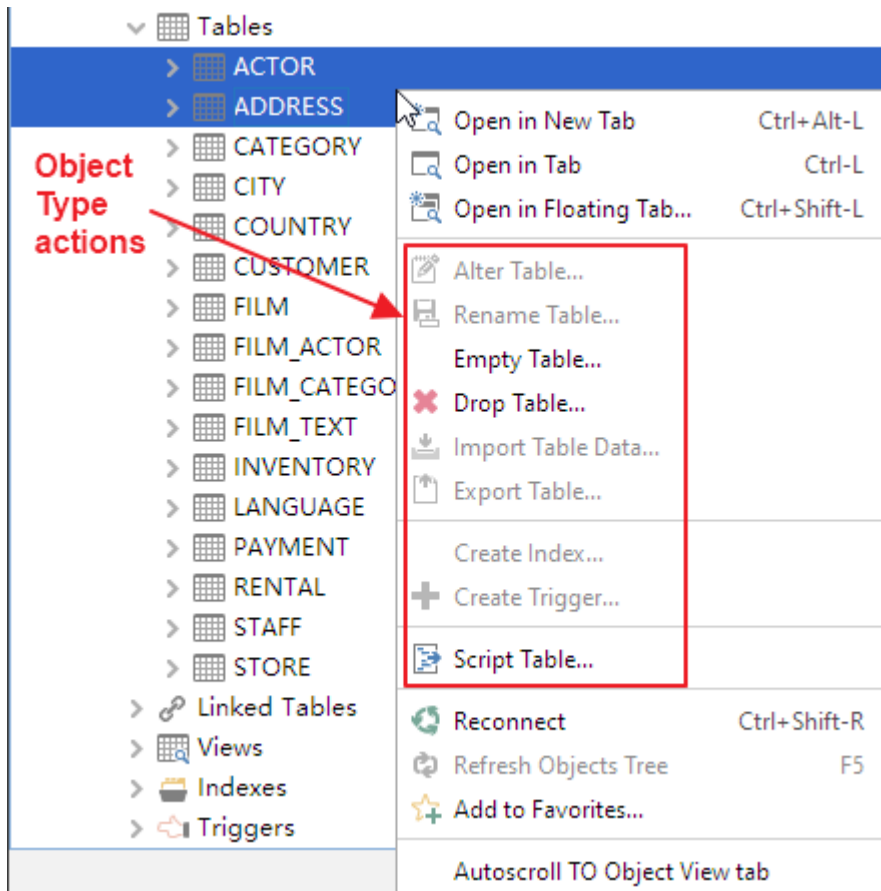 Tables
ACTOR
ADDRESS
CATEGORY
CITY
COUNTRY
CUSTOMER
FILM
FILM_ACTOR
FILM_CATEGO
FILM_TEXT
INVENTORY
LANGUAGE
PAYMENT
RENTAL
STAFF
STORE
Linked Tables
Views
Indexes
Triggers
Object
Type
actions
Open in New Tab Ctrl+Alt-L
Open in Tab Ctrl-L
Open in Floating Tab... Ctrl+Shift-L
Alter Table...
Rename Table...
Empty Table...
Drop Table...
Import Table Data...
Export Table...
Create Index...
Create Trigger...
Script Table...
Reconnect Ctrl+Shift-R
Refresh Objects Tree F5
Add to Favorites...
Autoscroll TO Object View tab